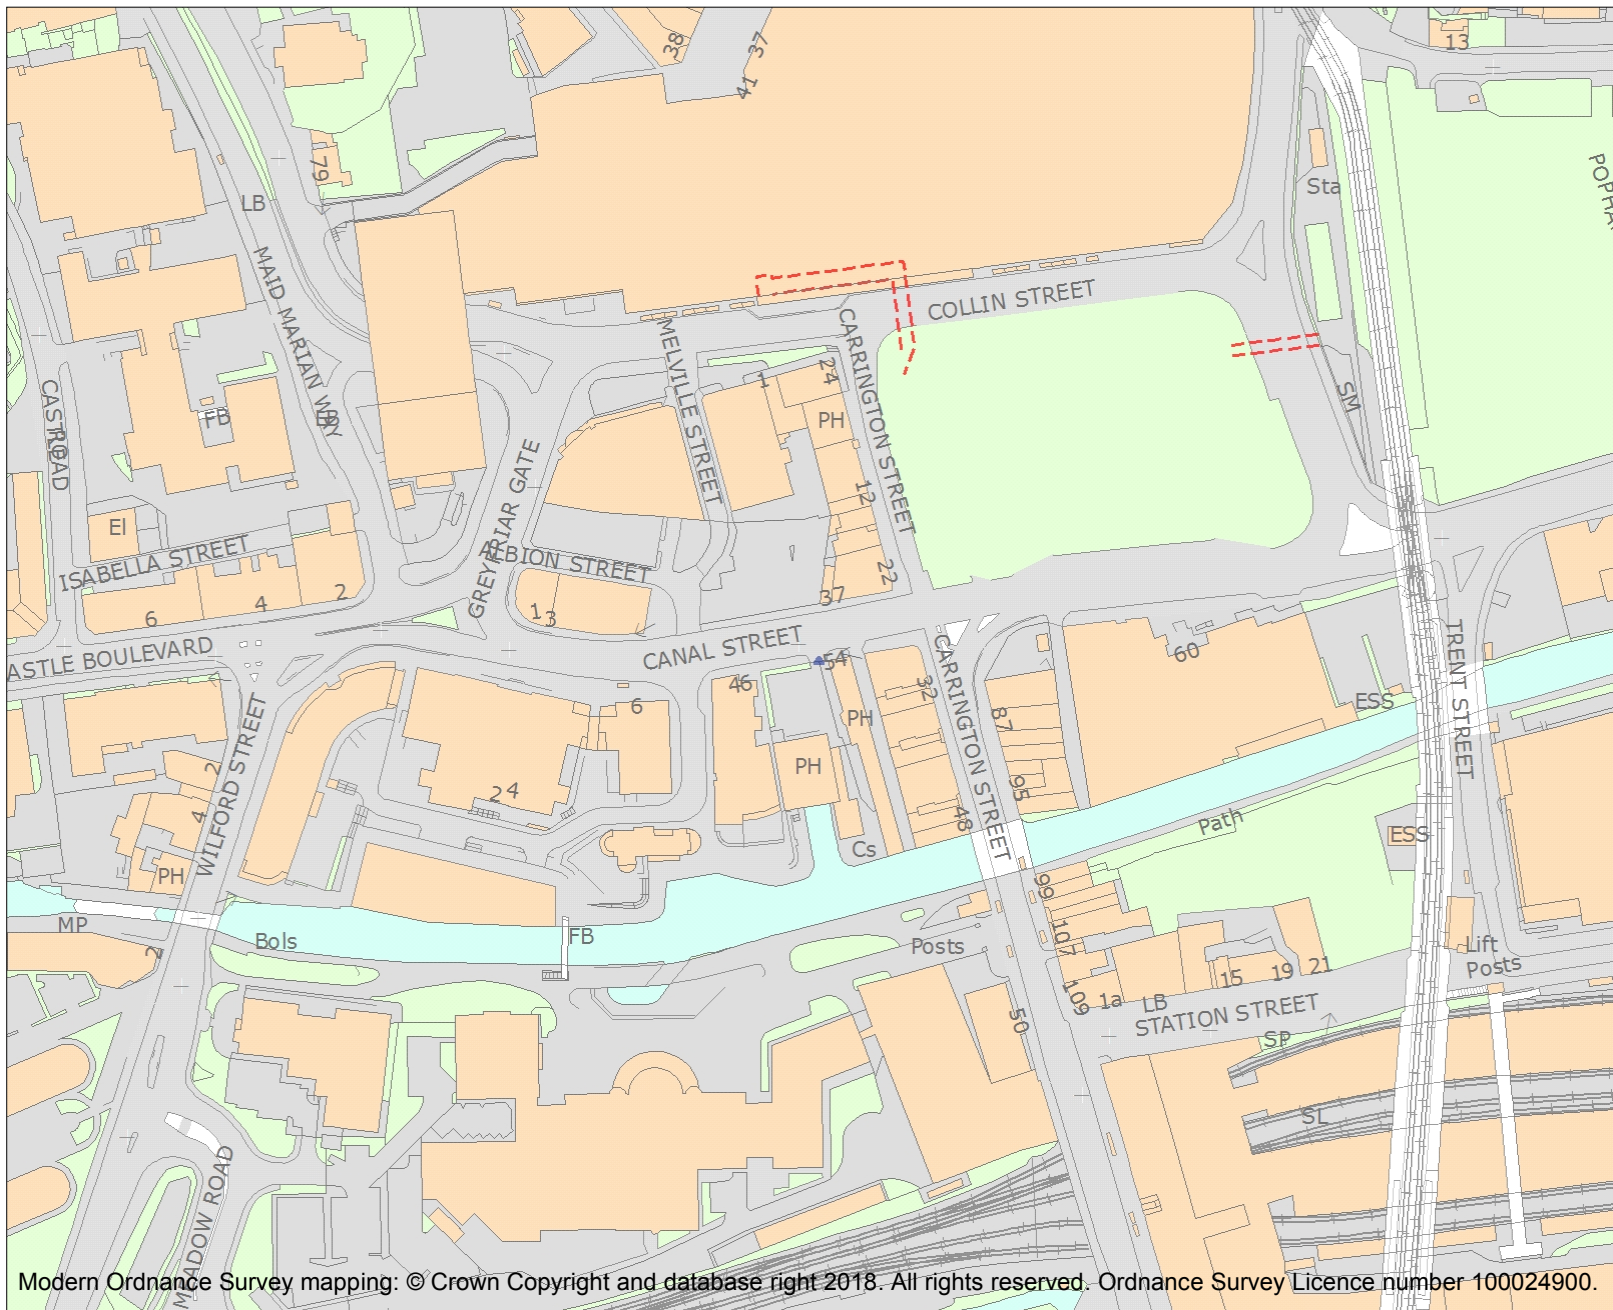 38
37
41
13
79
LB
Sta
POPHA
MAID MARIAN WAY
COLLIN STREET
CARRINGTON STREET
MELVILLE STREET
24
1
PH
SM
CASTLE
ROAD
FB
12
GREYFRIAR GATE
El
ISABELLA STREET
ALBION STREET
22
37
2
4
6
1
3
CANAL STREET
ASTLE BOULEVARD
54
46
CARRINGTON STREET
60
TRENT STREET
32
ESS
6
PH
87
WILFORD STREET
2
PH
24
95
4
48
Path
ESS
Cs
PH
99
MP
2
Bols
FB
Posts
107
Lift
Posts
15
19
21
109
1a
LB
STATION STREET
50
SP
SL
MEADOW ROAD
Modern Ordnance Survey mapping: © Crown Copyright and database right 2018. All rights reserved. Ordnance Survey Licence number 100024900.